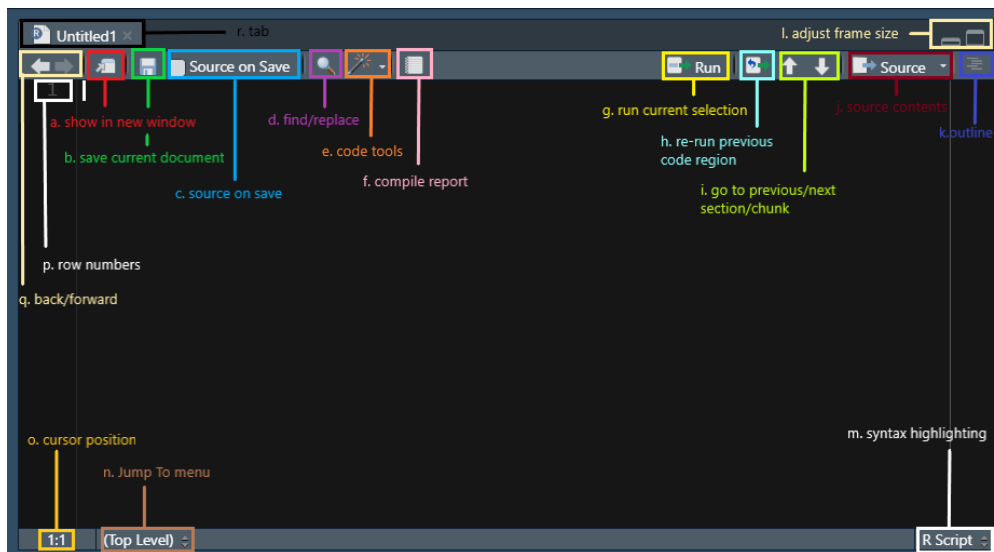 Untitled1
r. tab
l. adjust frame size
Source on Save
Run
Source
1
a. show in new window
d. find/replace
g. run current selection
j. source contents
b. save current document
e. code tools
h. re-run previous
code region
k.outline
c. source on save
f. compile report
i. go to previous/next
section/chunk
p. row numbers
q. back/forward
o. cursor position
m. syntax highlighting
n. Jump To menu
1:1
(Top Level)
R Script